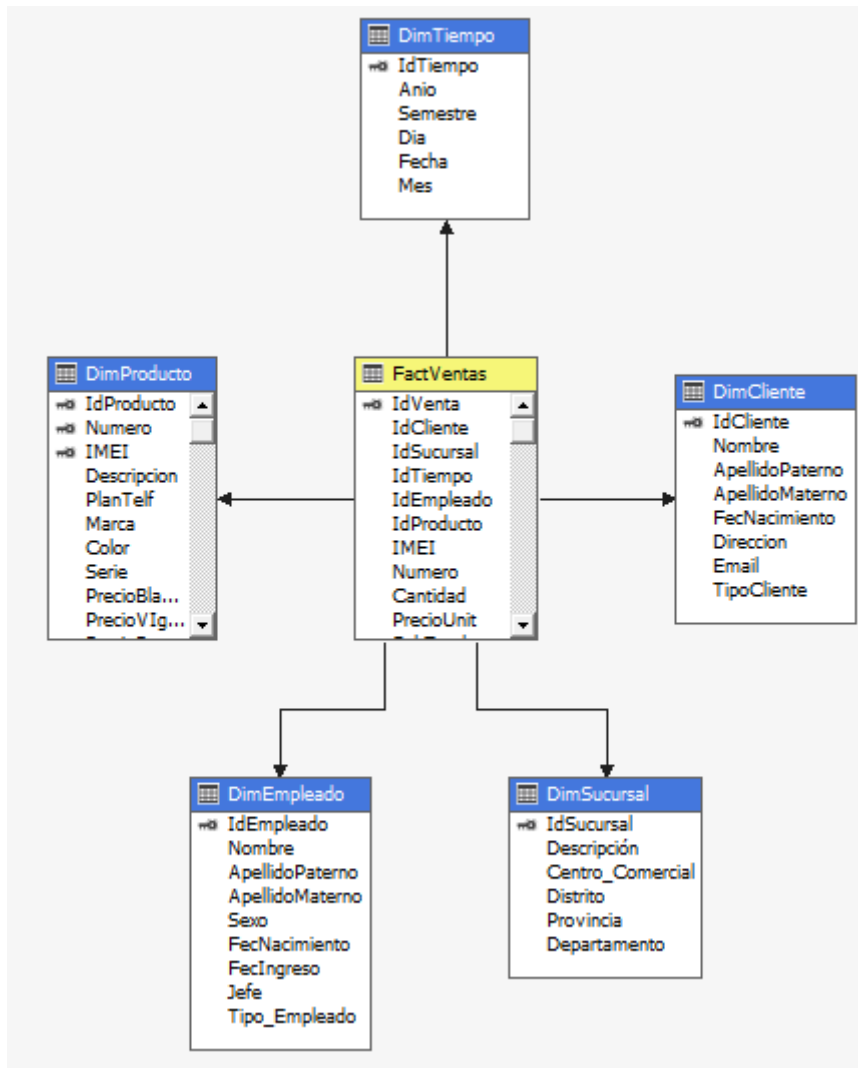 DimTiempo
IdTiempo
Anio
Semestre
Dia
Fecha
Mes
DimProducto
IdProducto
Numero
IMEI
Descripcion
PlanTelf
Marca
Color
Serie
PrecioBla...
PrecioVIg...
FactVentas
IdVenta
IdCliente
IdSucursal
IdTiempo
IdEmpleado
IdProducto
IMEI
Numero
Cantidad
PrecioUnit
DimCliente
IdCliente
Nombre
ApellidoPaterno
ApellidoMaterno
FecNacimiento
Direccion
Email
TipoCliente
DimEmpleado
IdEmpleado
Nombre
ApellidoPaterno
ApellidoMaterno
Sexo
FecNacimiento
FecIngreso
Jefe
Tipo_Empleado
DimSucursal
IdSucursal
Descripción
Centro_Comercial
Distrito
Provincia
Departamento